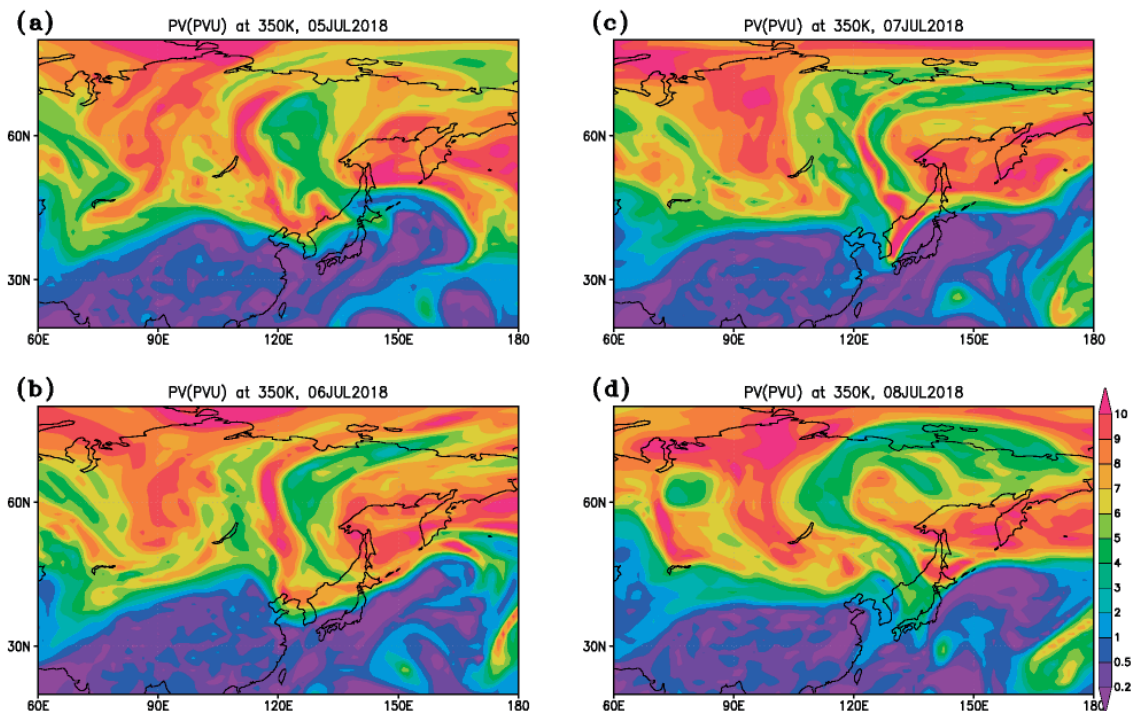 (a)
PV(PVU) at 350K, 05JUL2018
60N
30N
60E 90E 120E 150E 180
(c)
PV(PVU) at 350K, 07JUL2018
60N
30N
60E 90E 120E 150E 180
(b)
PV(PVU) at 350K, 06JUL2018
60N
30N
60E 90E 120E 150E 180
(d)
PV(PVU) at 350K, 08JUL2018
60N
30N
60E 90E 120E 150E 180
10
9
8
7
6
5
4
3
2
1
0.5
0.2